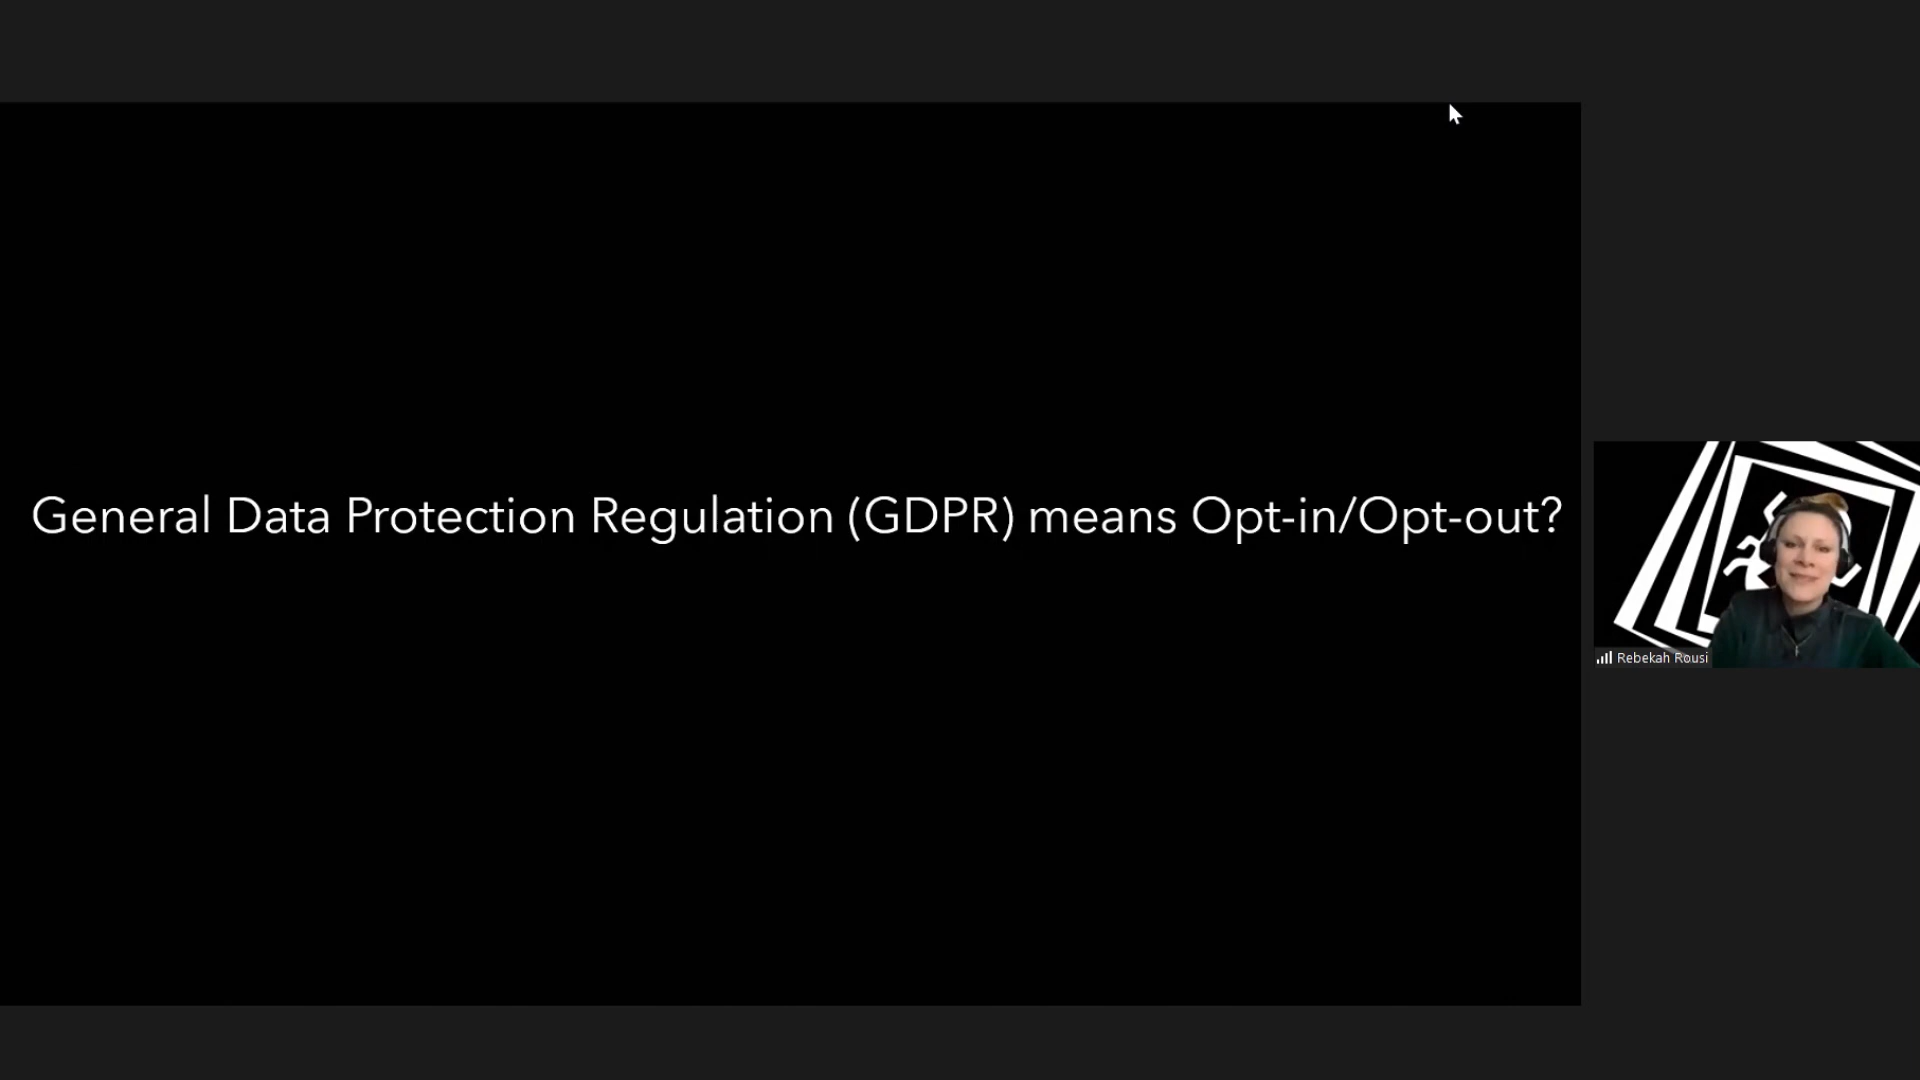 General Data Protection Regulation (GDPR) means Opt-in/Opt-out?
Rebekah Rousi